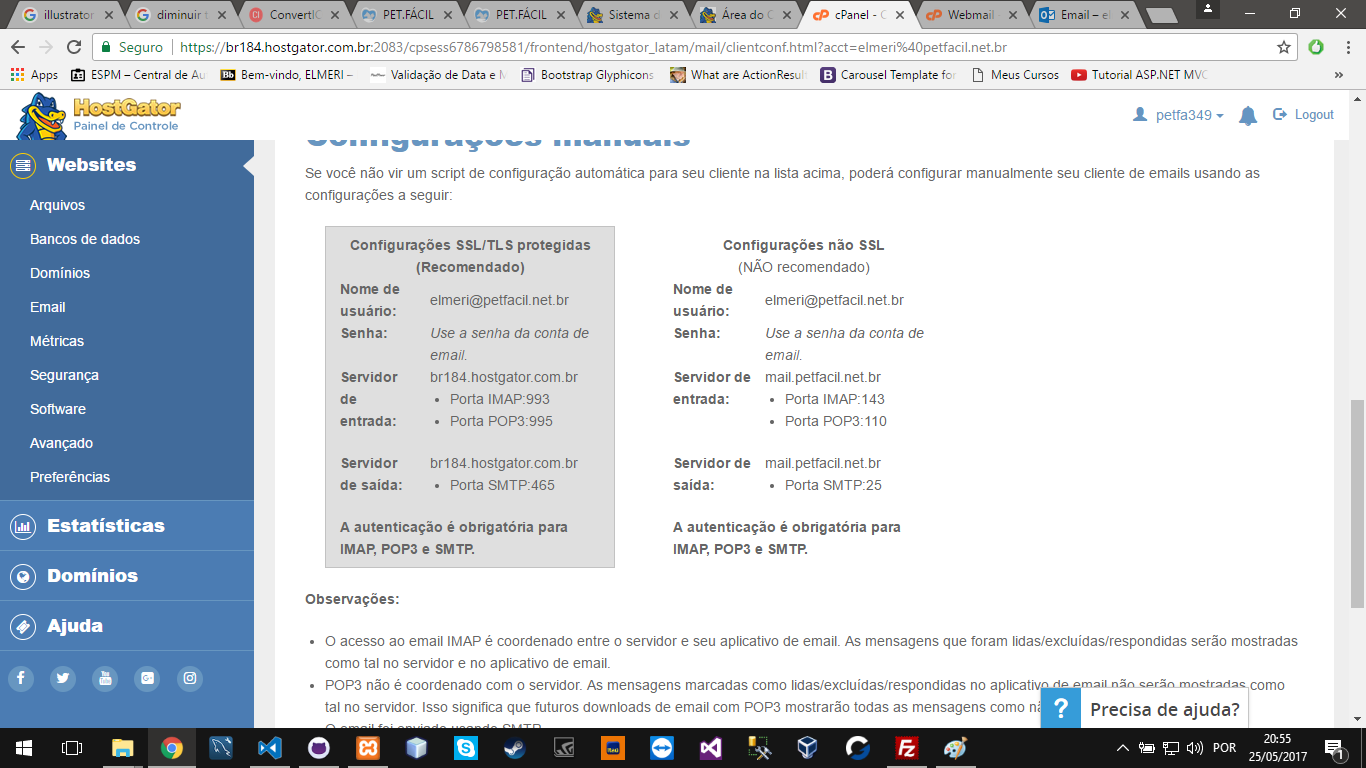 illustrator
diminuir t
ConvertIC
PET.FÁCIL
PET.FÁCIL
Sistema d
Área do C
cPanel - C
Webmail
Email – el
Seguro
https://br184.hostgator.com.br:2083/cpsess6786798581/frontend/hostgator_latam/mail/clientconf.html?acct=elmeri%40petfacil.net.br
Apps
ESPM – Central de Au
Bem-vindo, ELMERI –
Validação de Data e M
Bootstrap Glyphicons
What are ActionResul
Carousel Template for
Meus Cursos
Tutorial ASP.NET MVC
»
HostGator
Painel de Controle
petfa349
Logout
Websites
Arquivos
Bancos de dados
Domínios
Email
Métricas
Segurança
Software
Avançado
Preferências
Estatísticas
Domínios
Ajuda
Configurações manuais
Se você não vir um script de configuração automática para seu cliente na lista acima, poderá configurar manualmente seu cliente de emails usando as
configurações a seguir:
Configurações SSL/TLS protegidas
(Recomendado)
Nome de
usuário:
elmeri@petfacil.net.br
Senha:
Use a senha da conta de
email.
Servidor
de
entrada:
br184.hostgator.com.br
• Porta IMAP:993
• Porta POP3:995
Servidor
de saída:
br184.hostgator.com.br
• Porta SMTP:465
A autenticação é obrigatória para
IMAP, POP3 e SMTP.
Configurações não SSL
(NÃO recomendado)
Nome de
usuário:
elmeri@petfacil.net.br
Senha:
Use a senha da conta de
email.
Servidor de
entrada:
mail.petfacil.net.br
• Porta IMAP:143
• Porta POP3:110
Servidor de
saída:
mail.petfacil.net.br
• Porta SMTP:25
A autenticação é obrigatória para
IMAP, POP3 e SMTP.
Observações:
• O acesso ao email IMAP é coordenado entre o servidor e seu aplicativo de email. As mensagens que foram lidas/excluídas/respondidas serão mostradas
como tal no servidor e no aplicativo de email.
• POP3 não é coordenado com o servidor. As mensagens marcadas como lidas/excluídas/respondidas no aplicativo de email não serão mostradas como
tal no servidor. Isso significa que futuros downloads de email com POP3 mostrarão todas as mensagens como nã
O email foi enviado usando SMTP
? Precisa de ajuda?
POR
20:55
25/05/2017
1